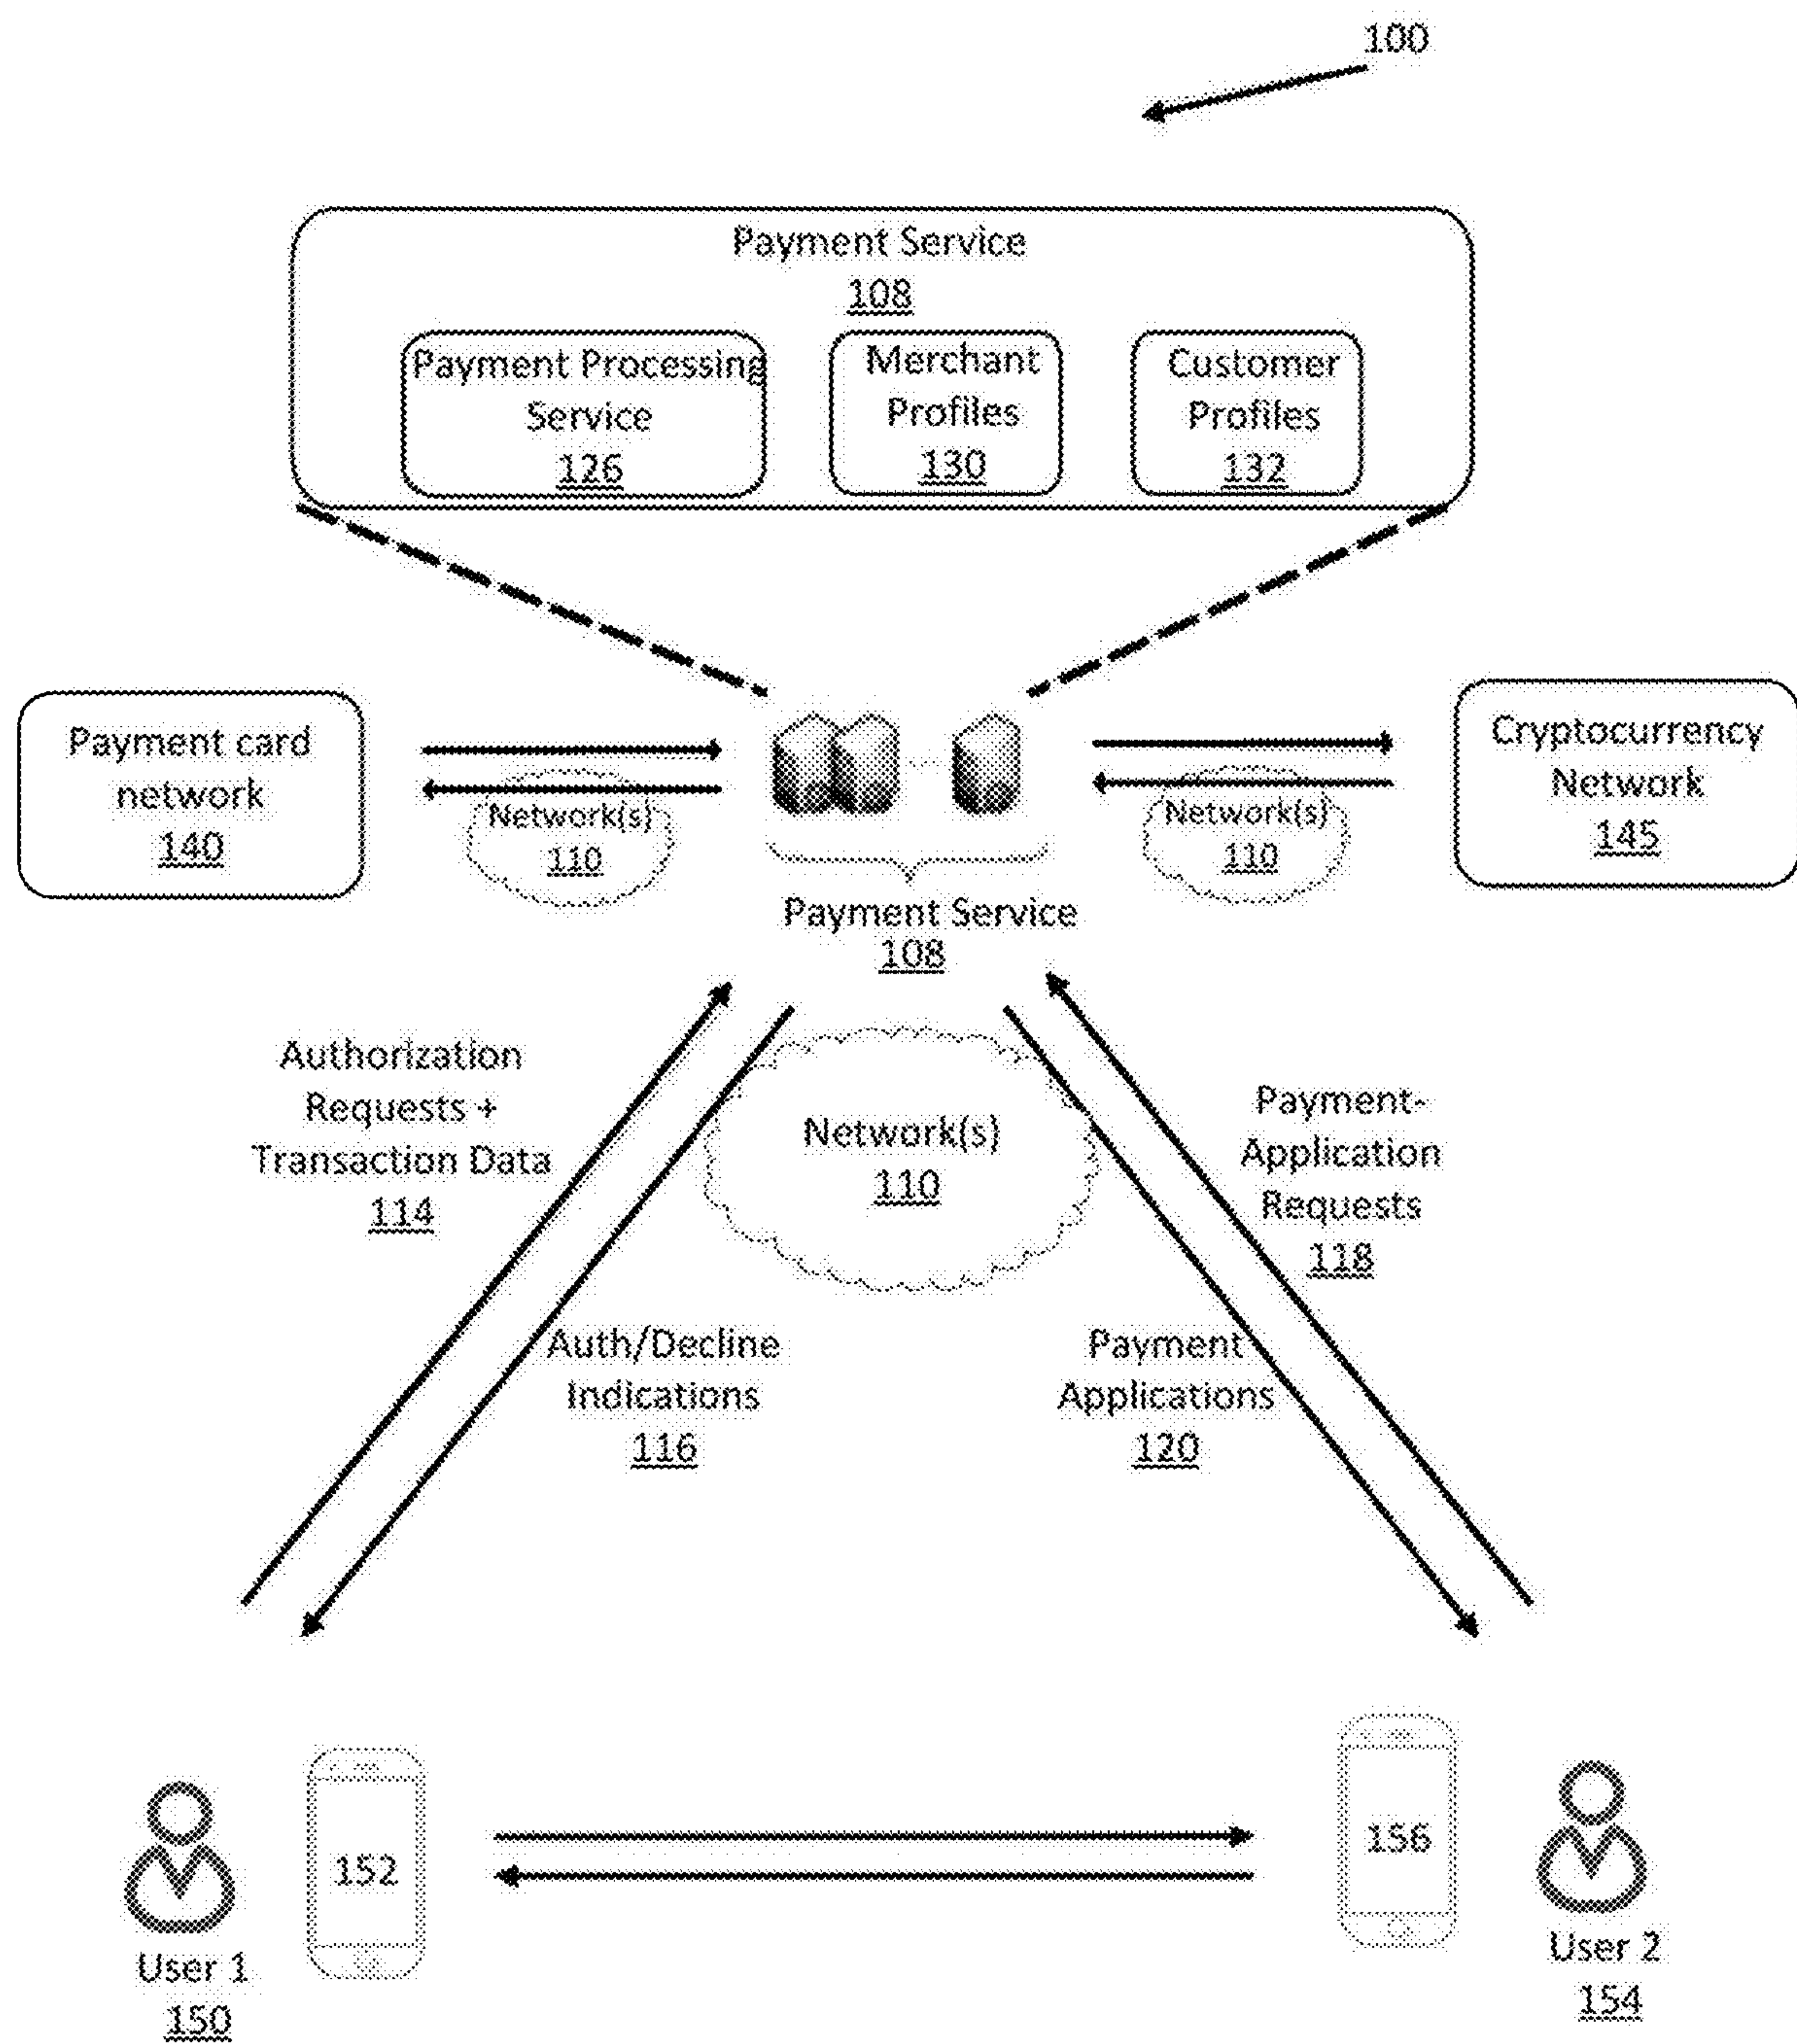 100
Payment Service
108
Payment Processing
Service
126
Merchant
Profiles
130
Customer
Profiles
132
Payment card
network
140
Network(s)
110
Payment Service
108
Network(s)
110
Cryptocurrency
Network
145
Authorization
Requests +
Transaction Data
114
Network(s)
110
Payment-
Application
Requests
118
Auth/Decline
Indications
116
Payment
Applications
120
152
User 1
150
156
User 2
154